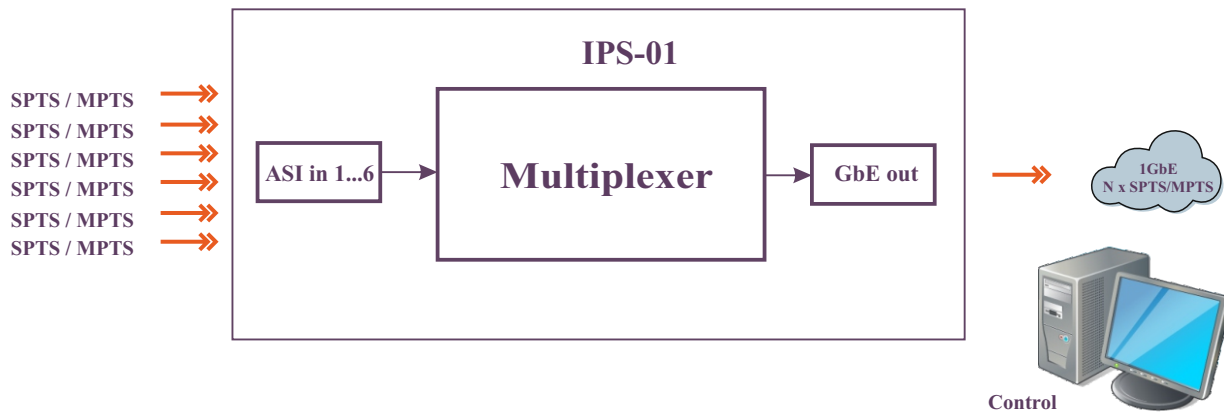 IPS-01
SPTS / MPTS
SPTS / MPTS
SPTS / MPTS
SPTS / MPTS
SPTS / MPTS
SPTS / MPTS
ASI in 1...6
Multiplexer
GbE out
1GbE
N x SPTS/MPTS
Control